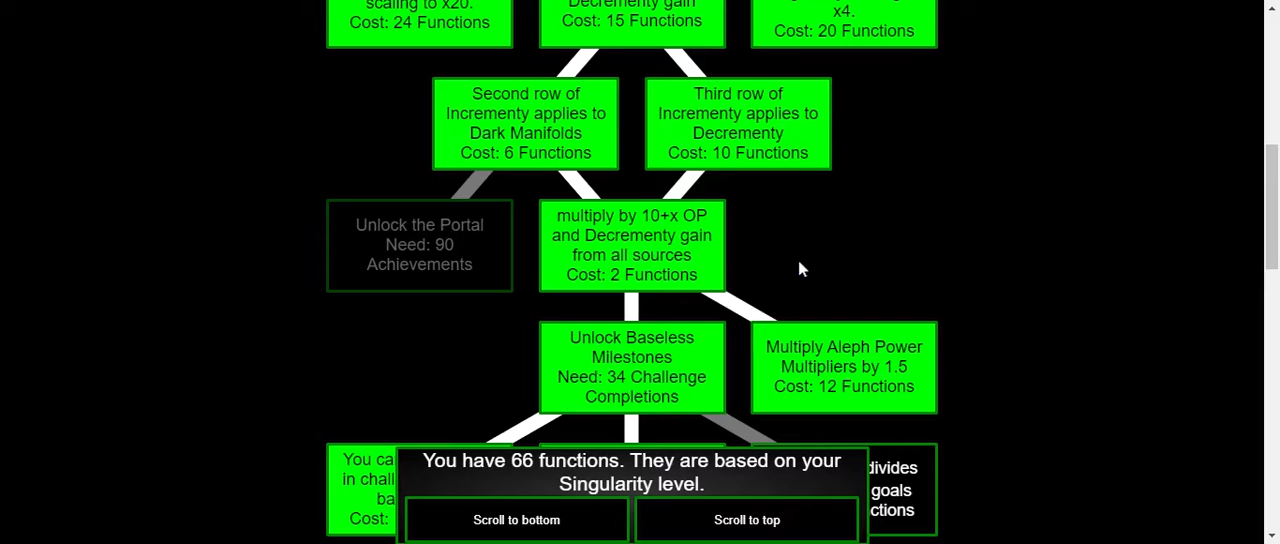 scaling to x20.
Cost: 24 Functions
Decrementy gain
Cost: 15 Functions
x4.
Cost: 20 Functions
Second row of
Incrementy applies to
Dark Manifolds
Cost: 6 Functions
Third row of
Incrementy applies to
Decrementy
Cost: 10 Functions
Unlock the Portal
Need: 90
Achievements
multiply by 10+x OP
and Decrementy gain
from all sources
Cost: 2 Functions
Unlock Baseless
Milestones
Need: 34 Challenge
Completions
Multiply Aleph Power
Multipliers by 1.5
Cost: 12 Functions
You ca
in chall
ba
Cost:
divides
goals
ctions
You have 66 functions. They are based on your
Singularity level.
Scroll to bottom
Scroll to top